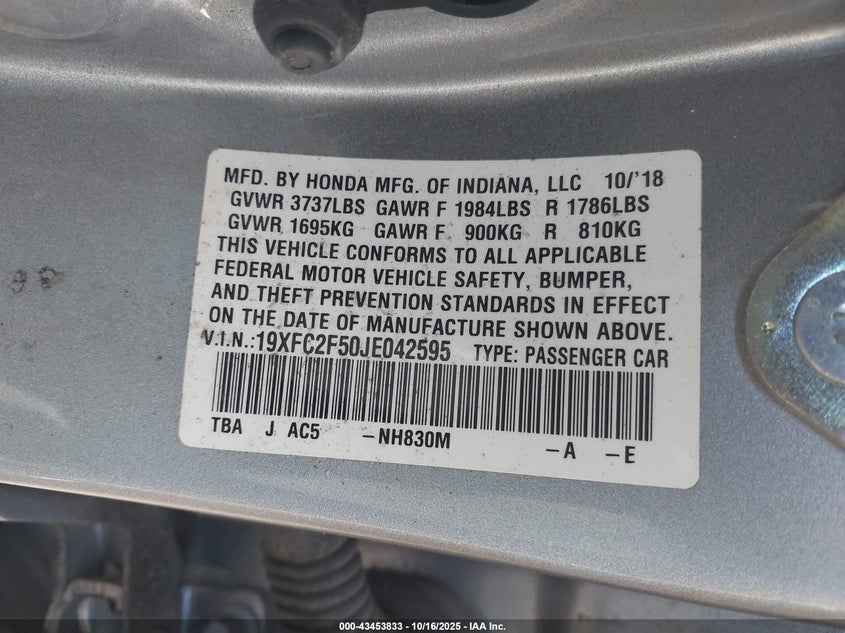 MFD. BY HONDA MFG. OF INDIANA, LLC 10/'18
GVWR 3737LBS GAWR F 1984LBS R 1786LBS
GVWR 1695KG GAWR F 900KG R 810KG
THIS VEHICLE CONFORMS TO ALL APPLICABLE
FEDERAL MOTOR VEHICLE SAFETY, BUMPER,
AND THEFT PREVENTION STANDARDS IN EFFECT
ON THE DATE OF MANUFACTURE SHOWN ABOVE.
V.I.N.:19XFC2F50JE042595 TYPE: PASSENGER CAR
TBA J AC5 -NH830M -A -E
000-43453833 - 10/16/2025 - IAA Inc.